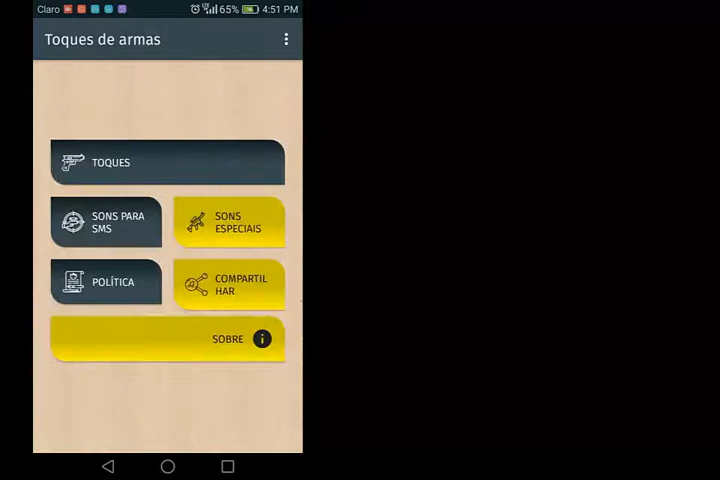 Claro 65% 4:51 PM
Toques de armas
TOQUES
SONS PARA
SMS
SONS
ESPECIAIS
POLÍTICA
COMPARTIL
HAR
SOBRE